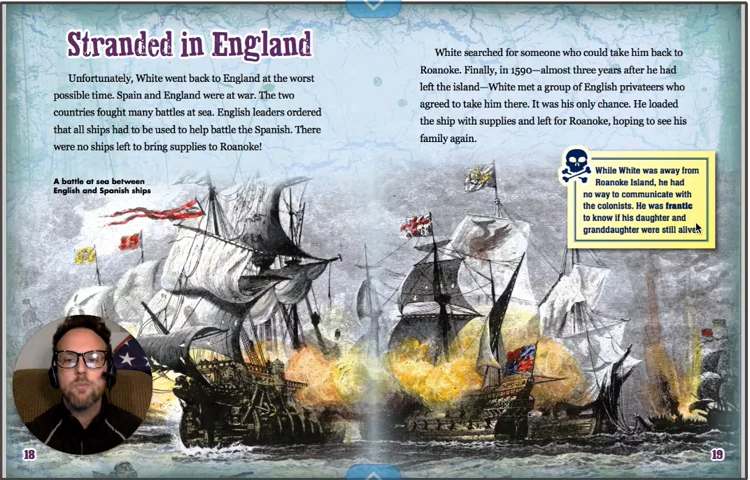 Stranded in England
Unfortunately, White went back to England at the worst
possible time. Spain and England were at war. The two
countries fought many battles at sea. English leaders ordered
that all ships had to be used to help battle the Spanish. There
were no ships left to bring supplies to Roanoke!
A battle at sea between
English and Spanish ships
White searched for someone who could take him back to
Roanoke. Finally, in 1590—almost three years after he had
left the island—White met a group of English privateers who
agreed to take him there. It was his only chance. He loaded
the ship with supplies and left for Roanoke, hoping to see his
family again.
While White was away from
Roanoke Island, he had
no way to communicate with
the colonists. He was frantic
to know if his daughter and
granddaughter were still alive.
18
19